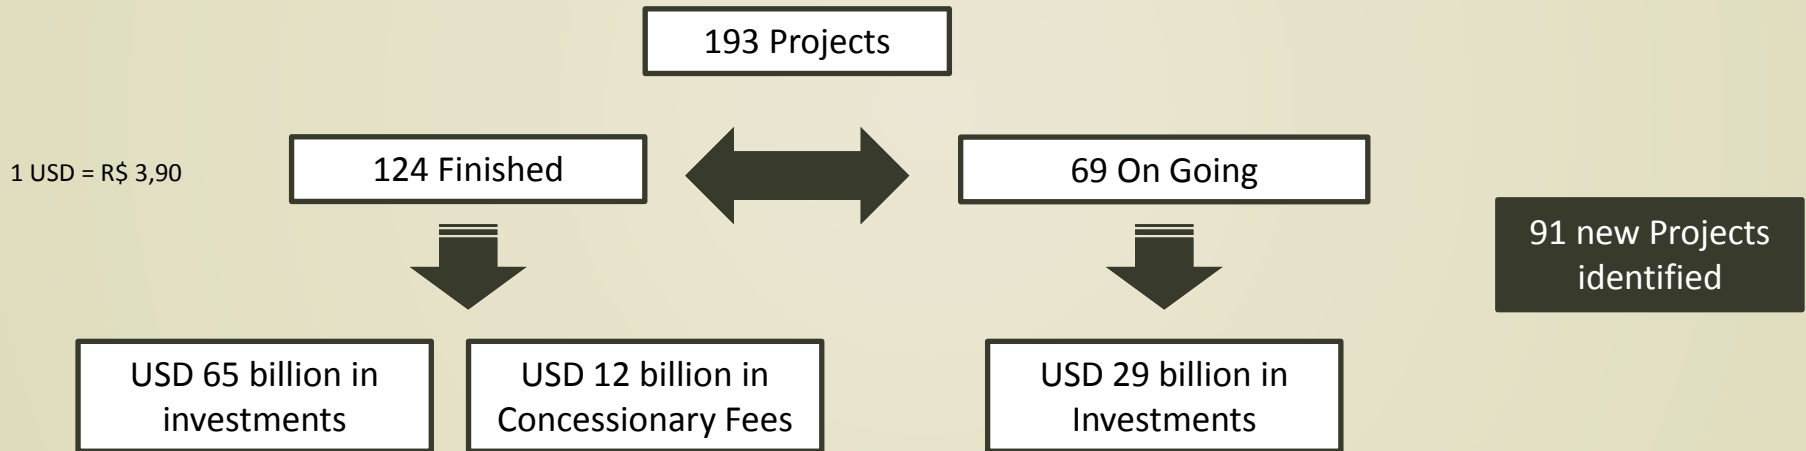 193 Projects
1 USD = R$ 3,90
124 Finished
69 On Going
91 new Projects
identified
USD 65 billion in
investments
USD 12 billion in
Concessionary Fees
USD 29 billion in
Investments